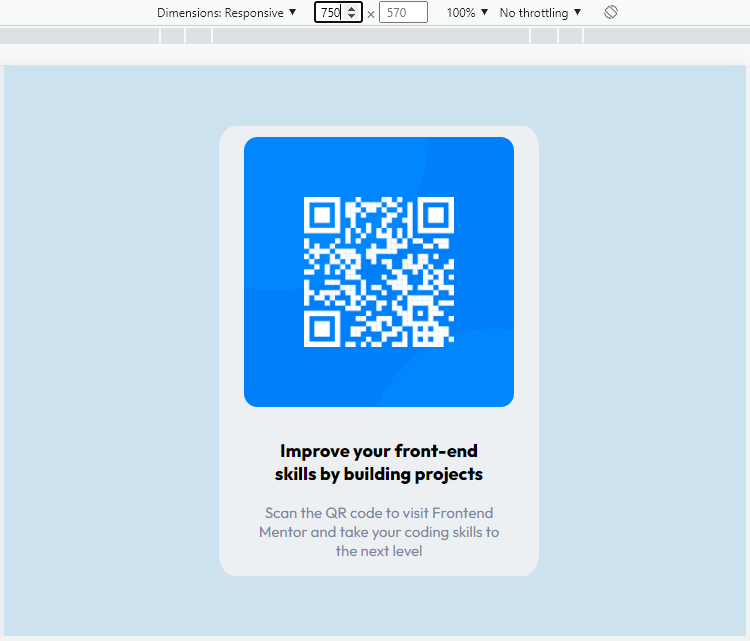 Dimensions: Responsive ▼ 750 × 570 100% ▼ No throttling ▼
Improve your front-end
skills by building projects
Scan the QR code to visit Frontend
Mentor and take your coding skills to
the next level